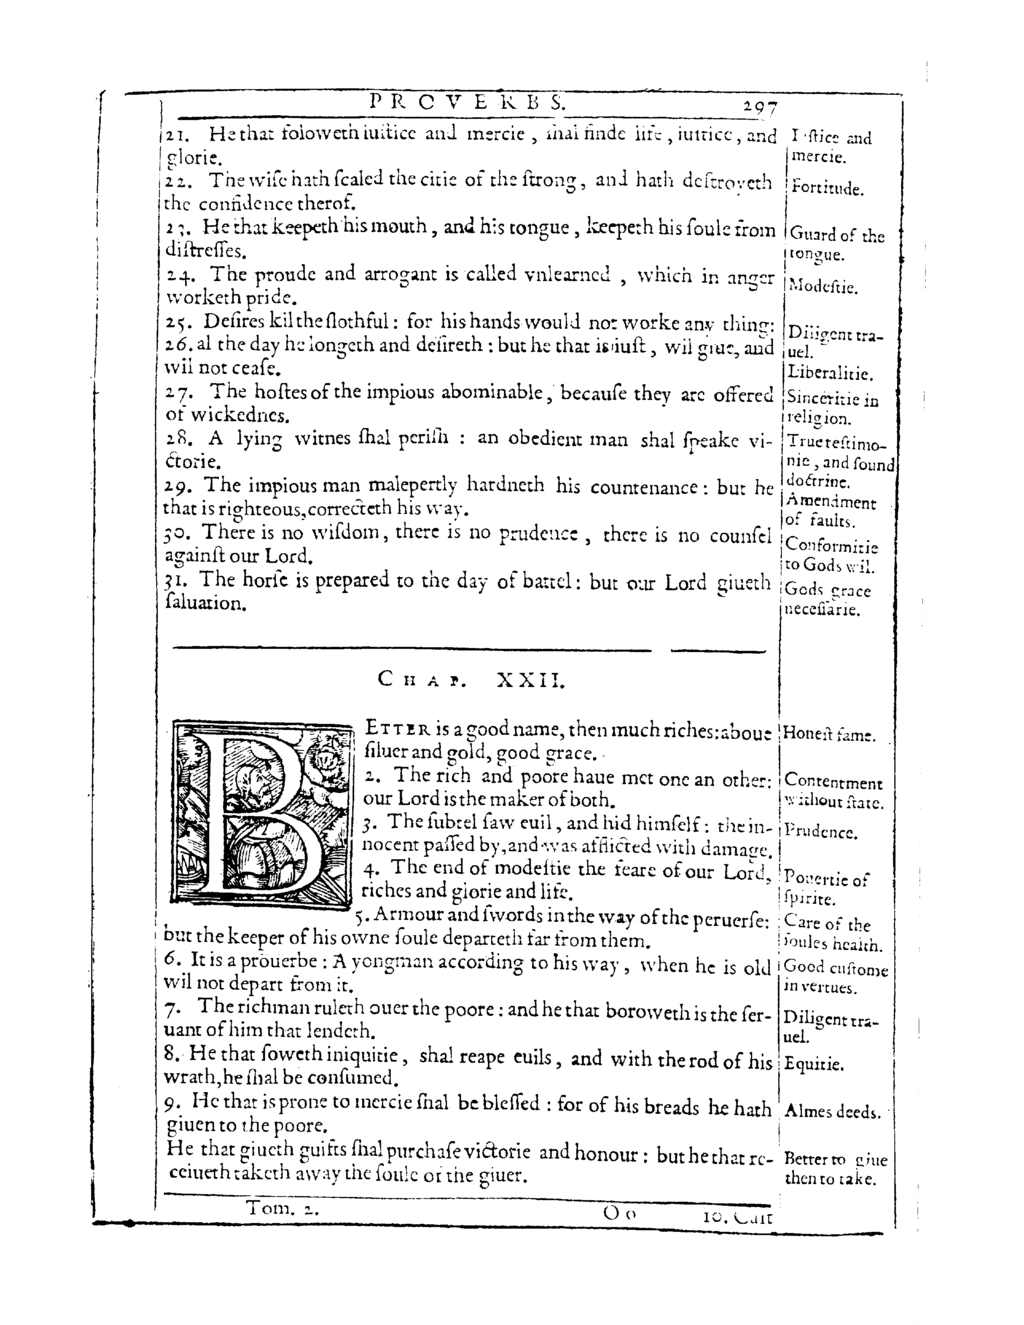 PROVERBS. 297
21. He that foloweth iustice and mercie, shal finde life, iustice, and
glorie.
22. The wise hath scaled the citie of the strong, and hath destroyeth
the confidence therof.
23. He that keepeth his mouth, and his tongue, keepeth his soule from
distresses.
24. The proude and arrogant is called vnlearned, which in anger
worketh pride.
25. Desires kil the slothful: for his hands would not worke any thing:
26. al the day he longeth and desireth: but he that is iust, wil giue, and
wil not cease.
27. The hostes of the impious abominable, because they are offered
of wickednes.
28. A lying witnes shal perish: an obedient man shal speake vi-
ctorie.
29. The impious man malepertly hardneth his countenance: but he
that is righteous, correcteth his way.
30. There is no wisdom, there is no prudence, there is no counsel
against our Lord.
31. The horse is prepared to the day of battel: but our Lord giueth
saluation.
Iustice and
mercie.
Fortitude.
Guard of the
tongue.
Modestie.
Diligent tra-
uel.
Liberalitie.
Sinceritie in
religion.
True testimo-
nie, and sound
doctrine.
Amendment
of faults.
Conformitie
to Gods wil.
Gods grace
necessarie.
CHAP. XXII.
BETTER is a good name, then much riches: aboue
siluer and gold, good grace.
2. The rich and poore haue met one an other:
our Lord is the maker of both.
3. The subtel saw euil, and hid himself: the in-
nocent passed by, and was afflicted with damage.
4. The end of modestie the feare of our Lord,
riches and glorie and life.
5. Armour and swords in the way of the peruerse:
but the keeper of his owne soule departeth far from them.
6. It is a prouerbe: A yongman according to his way, when he is old
wil not depart from it.
7. The richman ruleth ouer the poore: and he that boroweth is the ser-
uant of him that lendeth.
8. He that soweth iniquitie, shal reape euils, and with the rod of his
wrath, he shal be consumed.
9. He that is prone to mercie shal be blessed: for of his breads he hath
giuen to the poore.
He that giueth guifts shal purchase victorie and honour: but he that re-
ceiueth taketh away the soule of the giuer.
Honest fame.
Contentment
without state.
Prudence.
Pouertie of
spirite.
Care of the
soules health.
Good custome
in vertues.
Diligent tra-
uel.
Equitie.
Almes deeds.
Better to giue
then to take.
Tom. 2. Oo 10. Cast